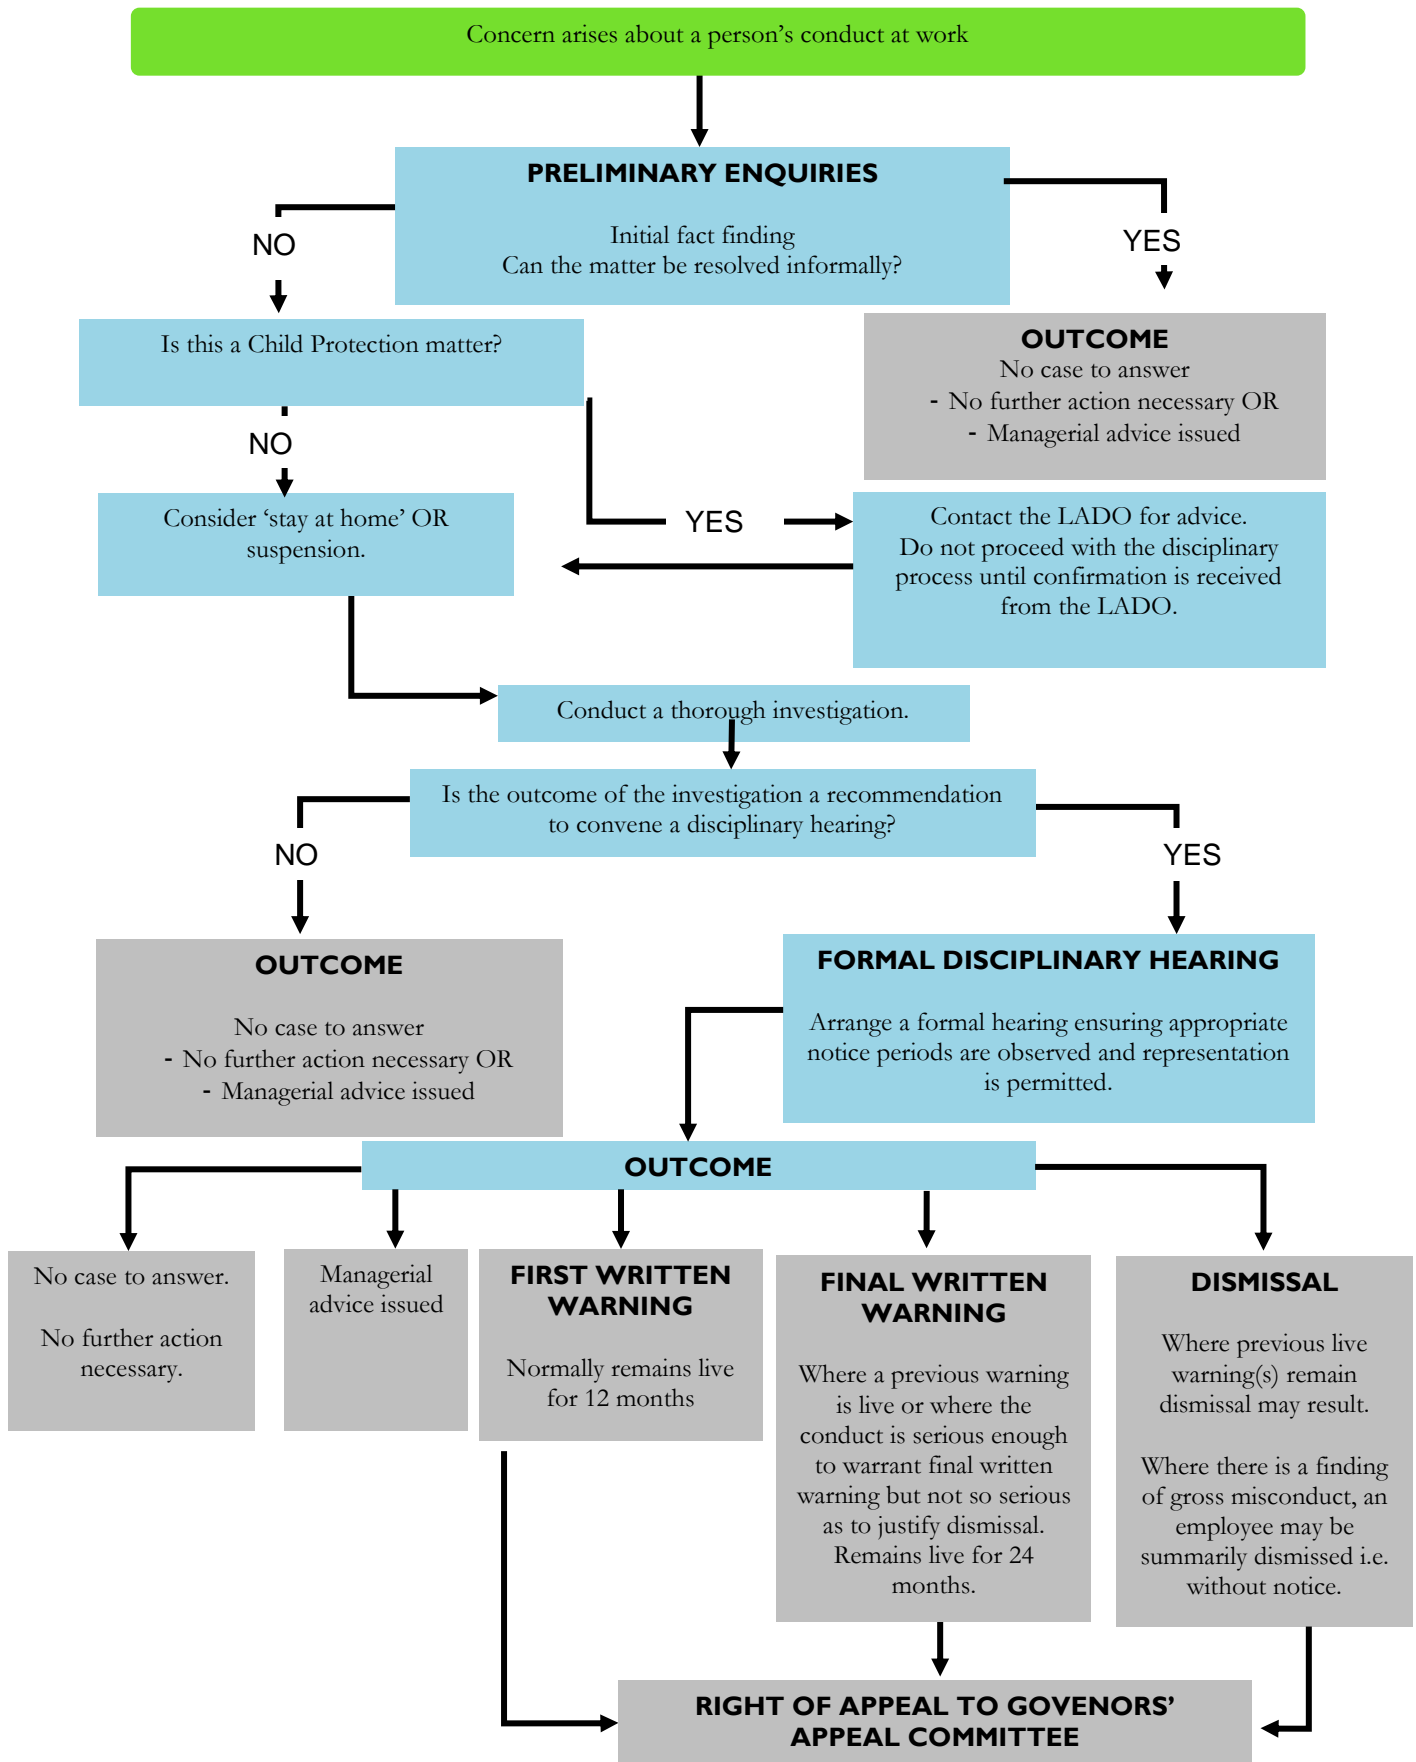 Concern arises about a person’s conduct at work
PRELIMINARY ENQUIRIES
Initial fact finding
Can the matter be resolved informally?
NO
YES
Is this a Child Protection matter?
OUTCOME
No case to answer
- No further action necessary OR
- Managerial advice issued
NO
Consider ‘stay at home’ OR
suspension.
YES
Contact the LADO for advice.
Do not proceed with the disciplinary
process until confirmation is received
from the LADO.
Conduct a thorough investigation.
Is the outcome of the investigation a recommendation
to convene a disciplinary hearing?
NO
YES
OUTCOME
No case to answer
- No further action necessary OR
- Managerial advice issued
FORMAL DISCIPLINARY HEARING
Arrange a formal hearing ensuring appropriate
notice periods are observed and representation
is permitted.
OUTCOME
No case to answer.
No further action
necessary.
Managerial
advice issued
FIRST WRITTEN
WARNING
Normally remains live
for 12 months
FINAL WRITTEN
WARNING
Where a previous warning
is live or where the
conduct is serious enough
to warrant final written
warning but not so serious
as to justify dismissal.
Remains live for 24
months.
DISMISSAL
Where previous live
warning(s) remain
dismissal may result.
Where there is a finding
of gross misconduct, an
employee may be
summarily dismissed i.e.
without notice.
RIGHT OF APPEAL TO GOVENORS’
APPEAL COMMITTEE